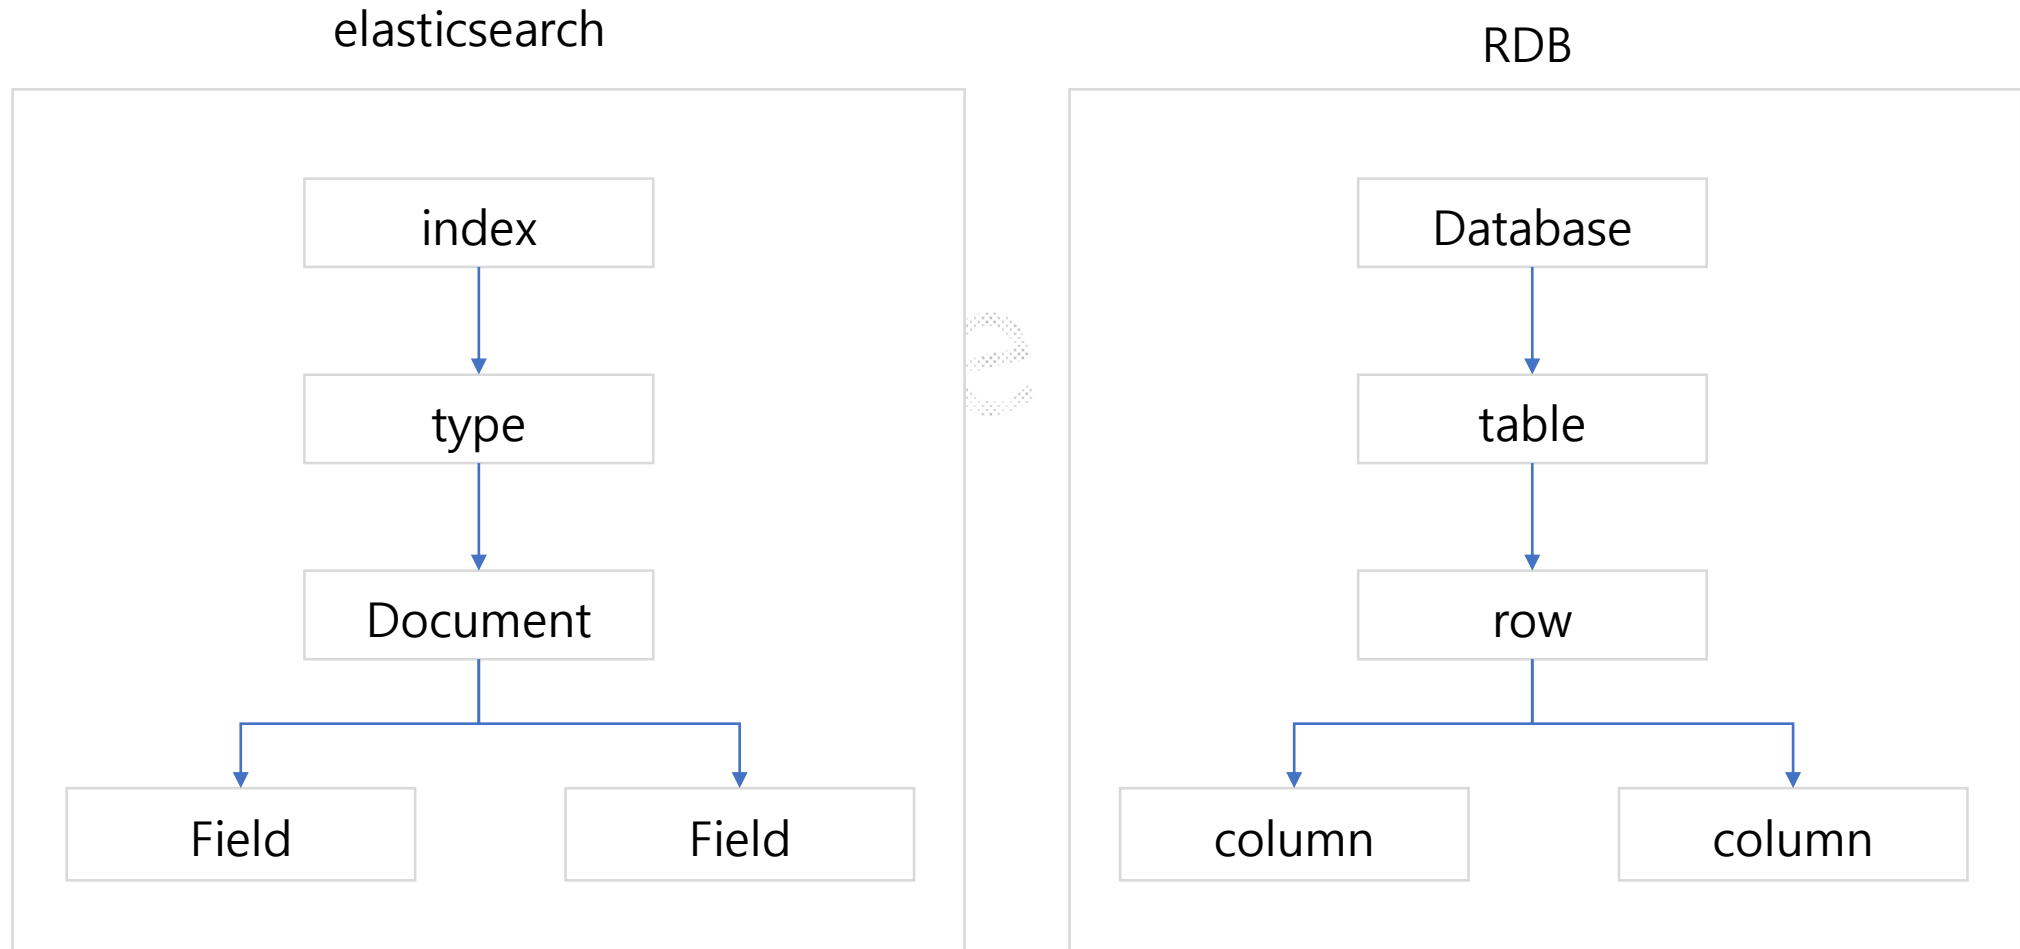 elasticsearch
index
type
Document
Field
Field
RDB
Database
table
row
column
column
e